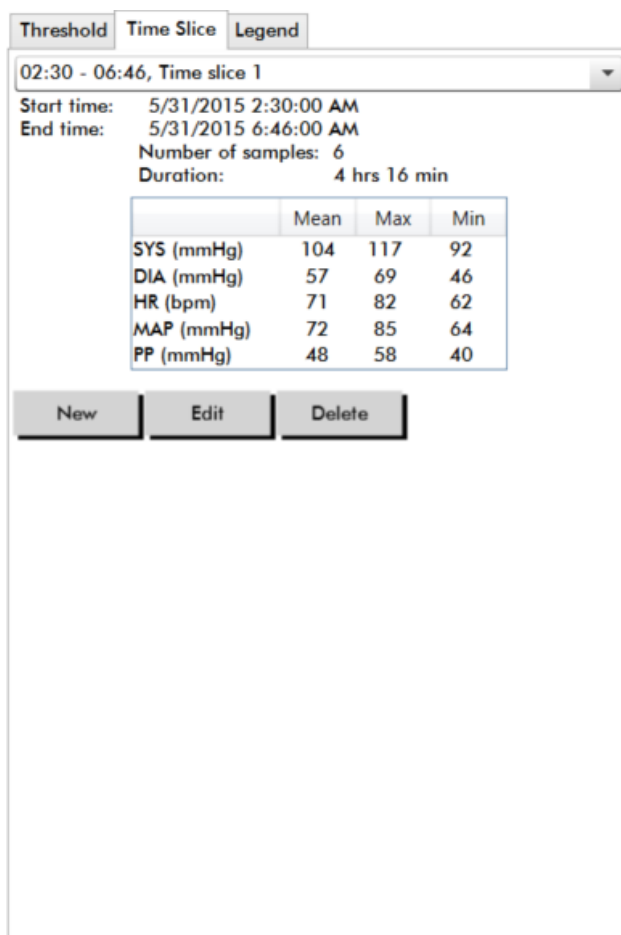 Threshold Time Slice Legend
02:30 - 06:46, Time slice 1
Start time: 5/31/2015 2:30:00 AM
End time: 5/31/2015 6:46:00 AM
Number of samples: 6
Duration: 4 hrs 16 min
Mean Max Min
SYS (mmHg) 104 117 92
DIA (mmHg) 57 69 46
HR (bpm) 71 82 62
MAP (mmHg) 72 85 64
PP (mmHg) 48 58 40
New Edit Delete